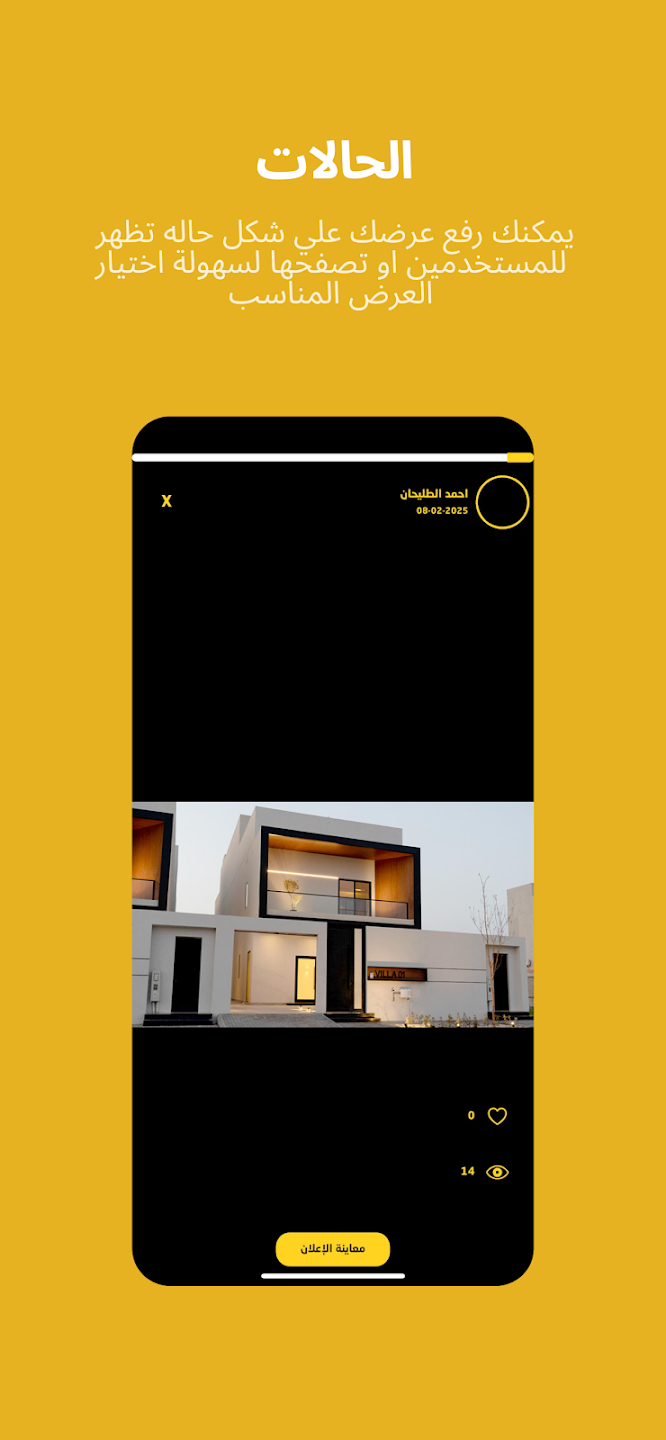 الحالات
يمكنك رفع عرضك علي شكل حاله تظهر
للمستخدمين او تصفحها لسهولة اختيار
العرض المناسب
X
احمد الطليحان
08-02-2025
VILLA 01
0
14
معاينة الإعلان